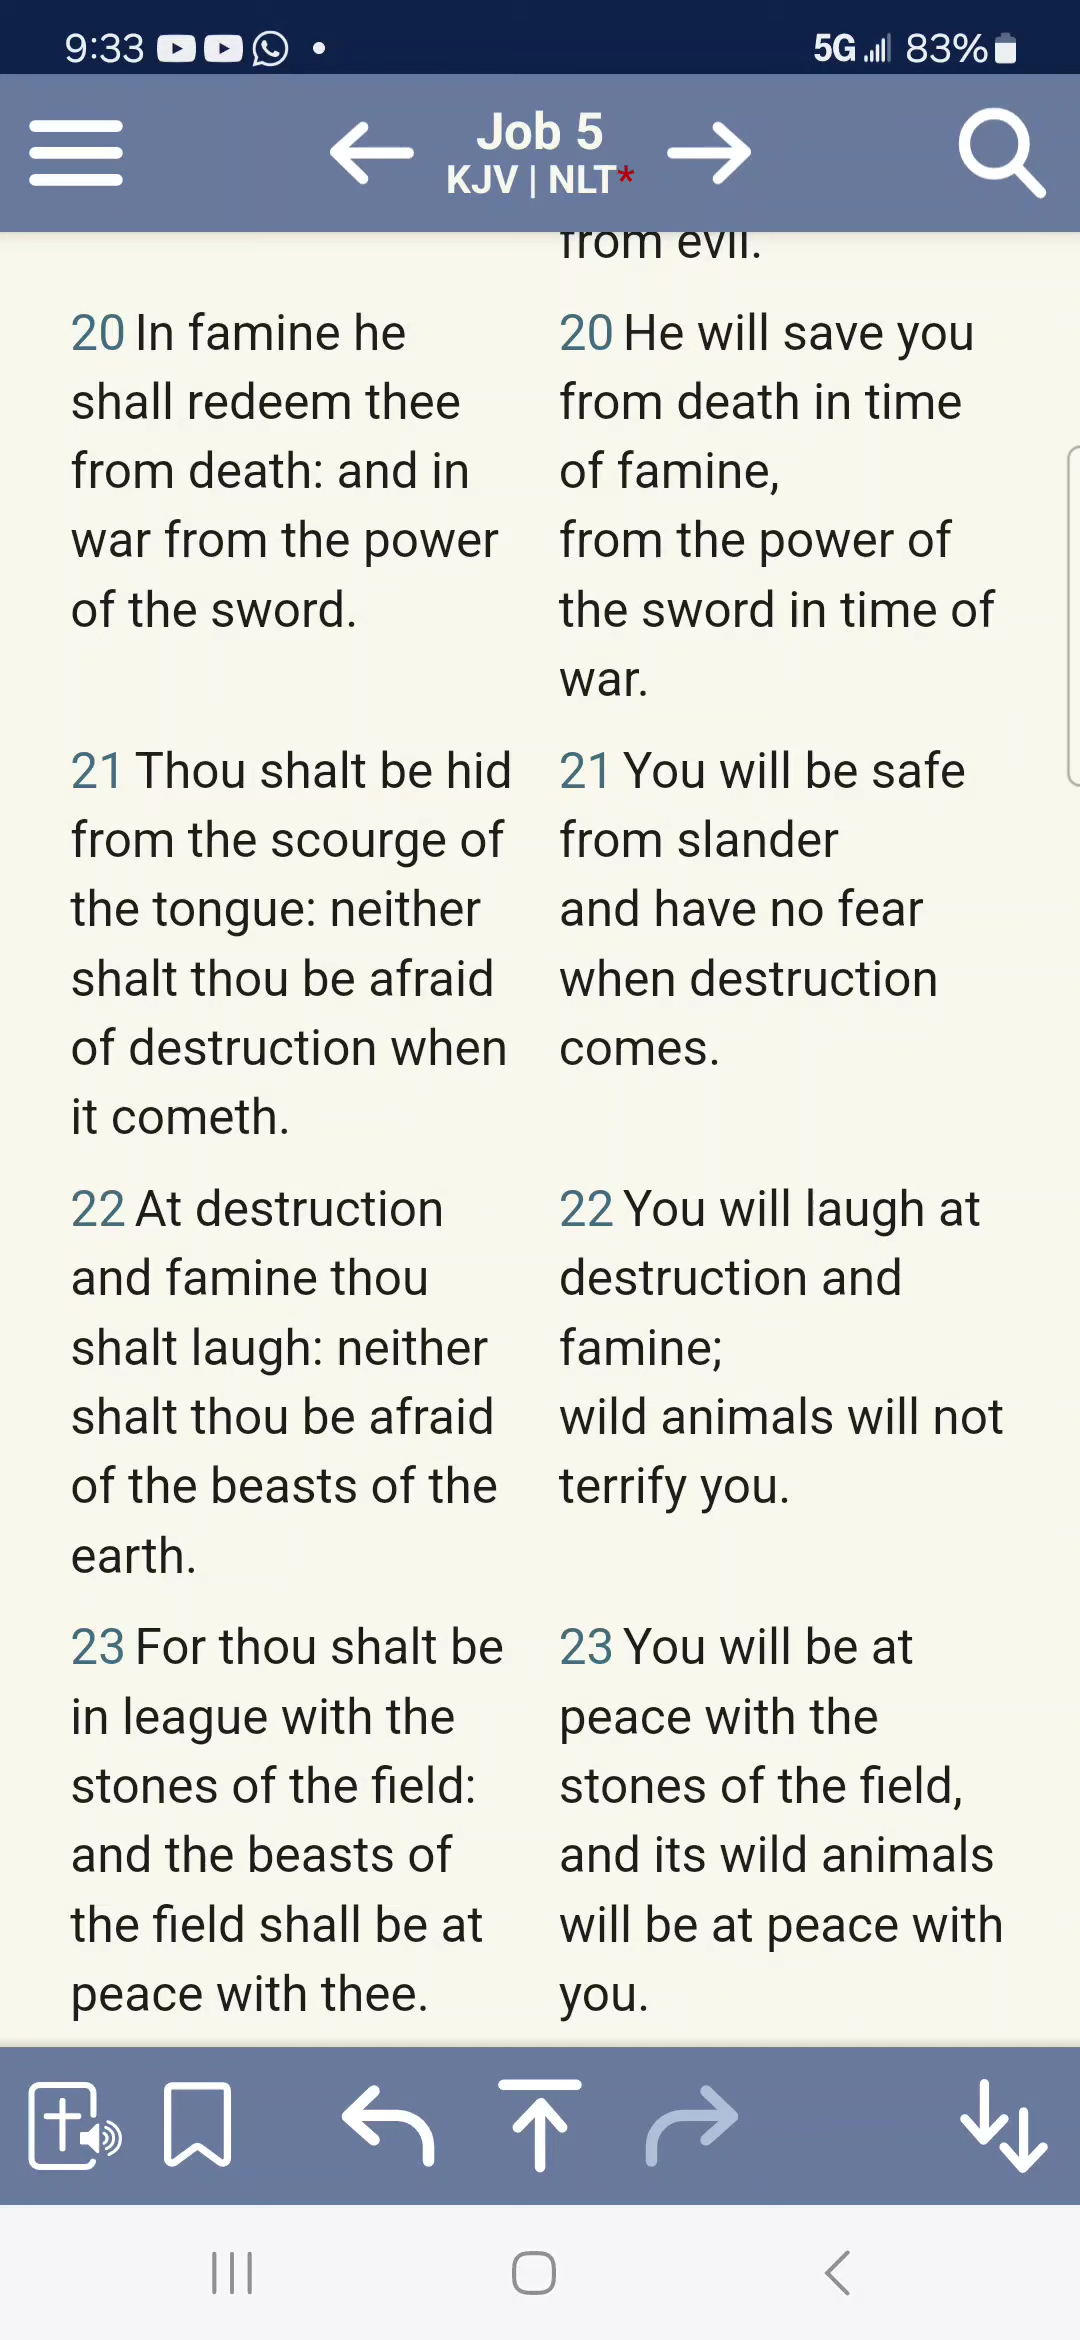 9:33
5G 83%
Job 5
KJV | NLT*
from evil.
20 In famine he
shall redeem thee
from death: and in
war from the power
of the sword.
20 He will save you
from death in time
of famine,
from the power of
the sword in time of
war.
21 Thou shalt be hid
from the scourge of
the tongue: neither
shalt thou be afraid
of destruction when
it cometh.
21 You will be safe
from slander
and have no fear
when destruction
comes.
22 At destruction
and famine thou
shalt laugh: neither
shalt thou be afraid
of the beasts of the
earth.
22 You will laugh at
destruction and
famine;
wild animals will not
terrify you.
23 For thou shalt be
in league with the
stones of the field:
and the beasts of
the field shall be at
peace with thee.
23 You will be at
peace with the
stones of the field,
and its wild animals
will be at peace with
you.